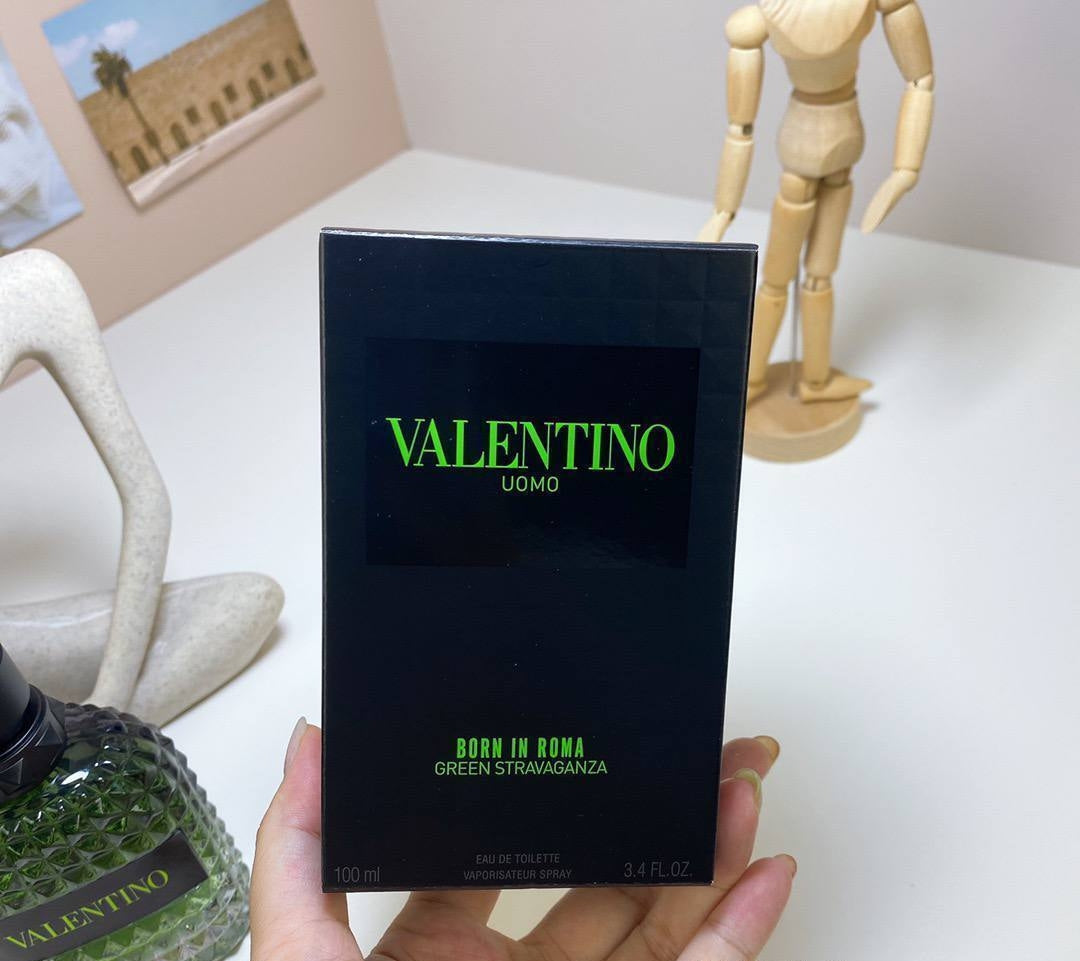 VALENTINO
UOMO
BORN IN ROMA
GREEN STRAVAGANZA
EAU DE TOILETTE
100 ml VAPORISATEUR SPRAY 3.4 FL.OZ.
VALENTINO